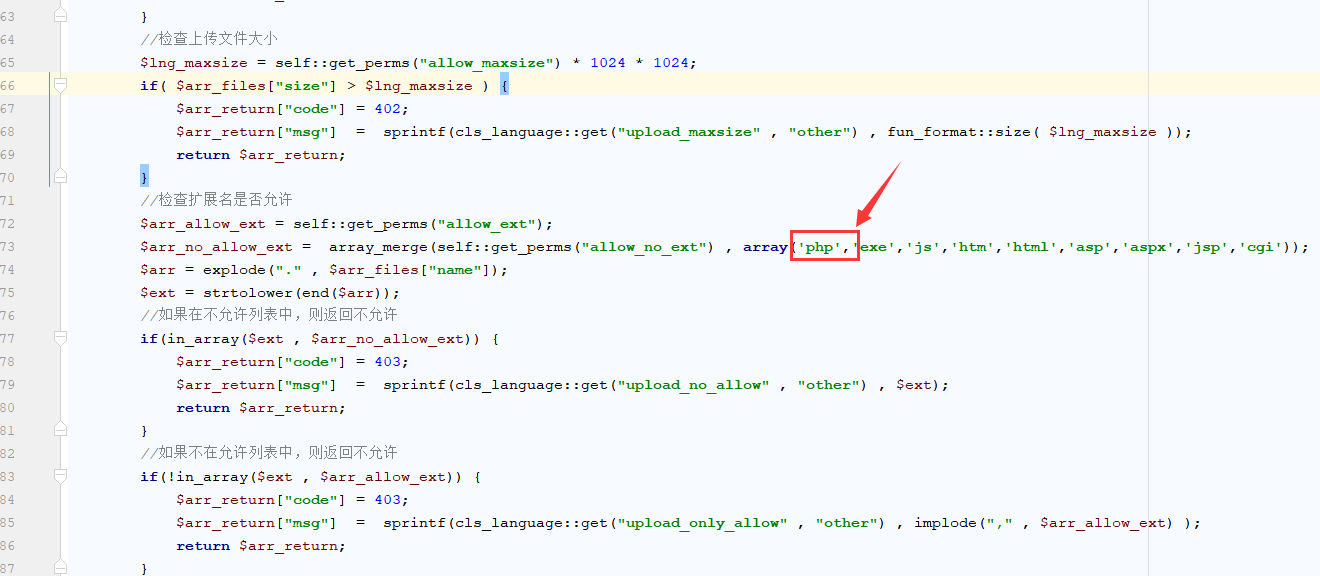 63 }
64 //检查上传文件大小
65 $lng_maxsize = self::get_perms("allow_maxsize") * 1024 * 1024;
66 if( $arr_files["size"] > $lng_maxsize ) {
67 $arr_return["code"] = 402;
68 $arr_return["msg"] = sprintf(cls_language::get("upload_maxsize" , "other") , fun_format::size( $lng_maxsize ));
69 return $arr_return;
70 }
71 //检查扩展名是否允许
72 $arr_allow_ext = self::get_perms("allow_ext");
73 $arr_no_allow_ext = array_merge(self::get_perms("allow_no_ext") , array('php','exe','js','htm','html','asp','aspx','jsp','cgi'));
74 $arr = explode("." , $arr_files["name"]);
75 $ext = strtolower(end($arr));
76 //如果在不允许列表中，则返回不允许
77 if(in_array($ext , $arr_no_allow_ext)) {
78 $arr_return["code"] = 403;
79 $arr_return["msg"] = sprintf(cls_language::get("upload_no_allow" , "other") , $ext);
80 return $arr_return;
81 }
82 //如果不在允许列表中，则返回不允许
83 if(!in_array($ext , $arr_allow_ext)) {
84 $arr_return["code"] = 403;
85 $arr_return["msg"] = sprintf(cls_language::get("upload_only_allow" , "other") , implode("," , $arr_allow_ext) );
86 return $arr_return;
87 }